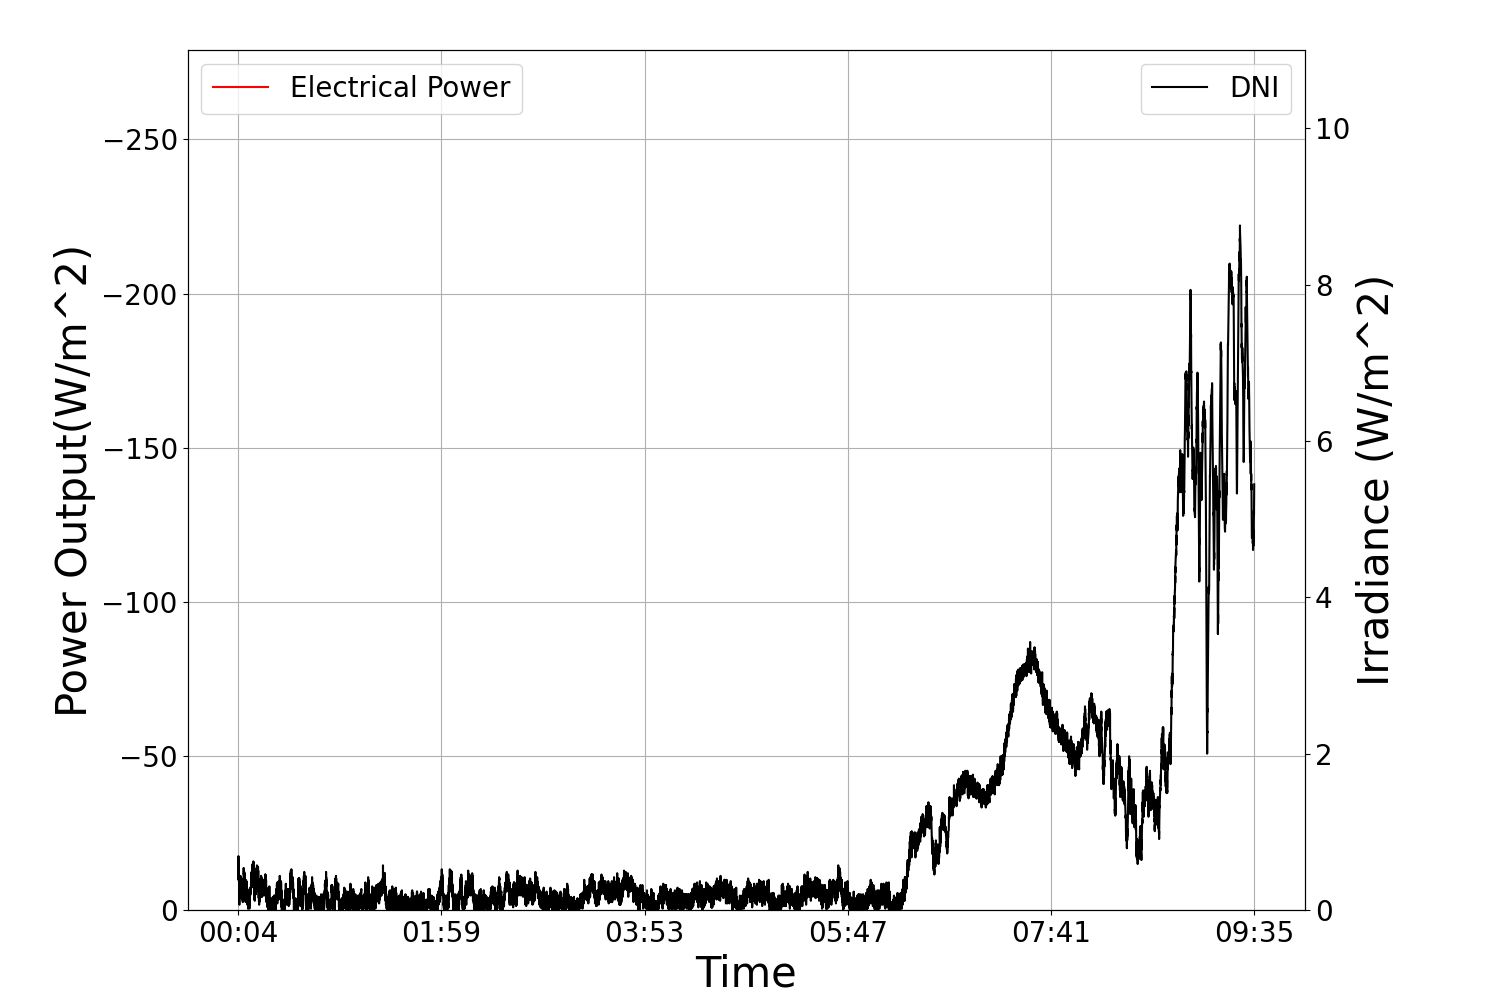 Electrical Power
DNI
Power Output(W/m^2)
−250
−200
−150
−100
−50
0
10
8
6
4
2
0
Irradiance (W/m^2)
00:04 01:59 03:53 05:47 07:41 09:35
Time